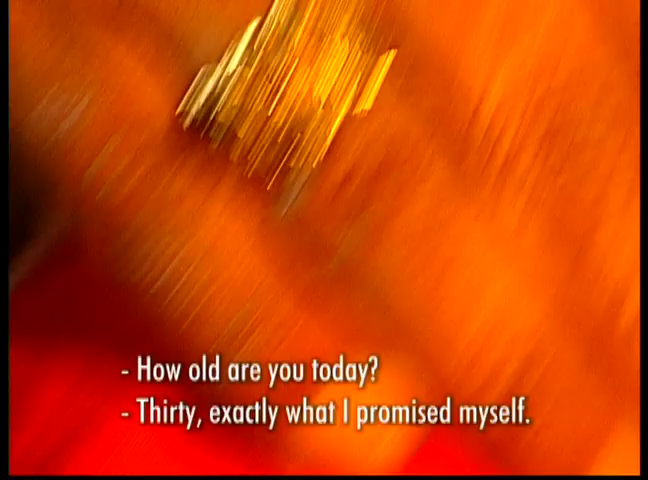 - How old are you today?
- Thirty, exactly what I promised myself.